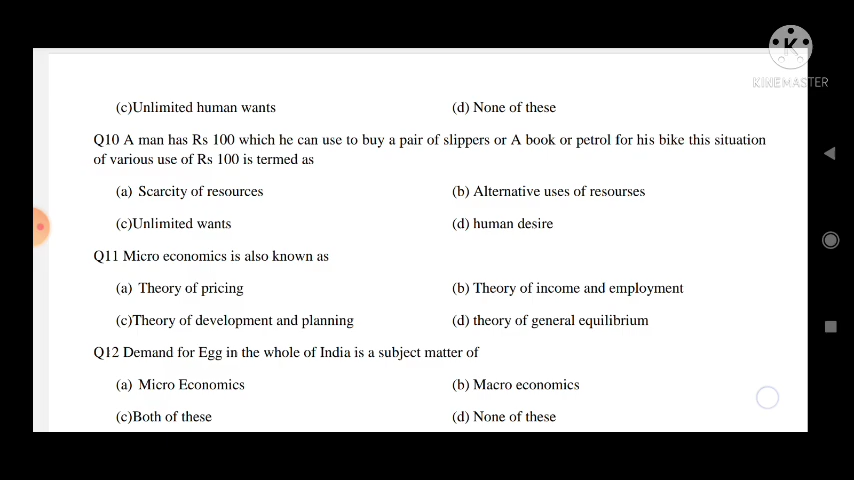 K
KINEMASTER
(c)Unlimited human wants (d) None of these
Q10 A man has Rs 100 which he can use to buy a pair of slippers or A book or petrol for his bike this situation
of various use of Rs 100 is termed as
(a) Scarcity of resources (b) Alternative uses of resourses
(c)Unlimited wants (d) human desire
Q11 Micro economics is also known as
(a) Theory of pricing (b) Theory of income and employment
(c)Theory of development and planning (d) theory of general equilibrium
Q12 Demand for Egg in the whole of India is a subject matter of
(a) Micro Economics (b) Macro economics
(c)Both of these (d) None of these